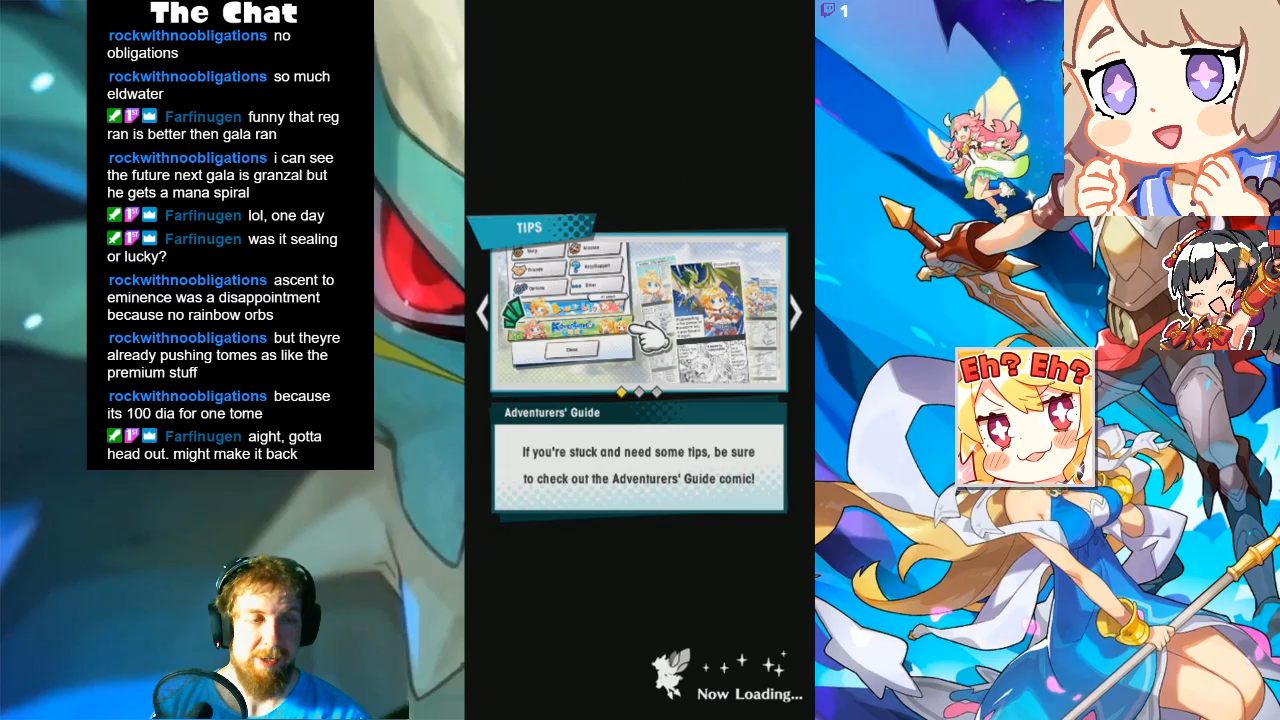 The Chat
rockwithnoobligations no
obligations
rockwithnoobligations so much
eldwater
Farfinugen funny that reg
ran is better then gala ran
rockwithnoobligations i can see
the future next gala is granzal but
he gets a mana spiral
Farfinugen lol, one day
Farfinugen was it sealing
or lucky?
rockwithnoobligations ascent to
eminence was a disappointment
because no rainbow orbs
rockwithnoobligations but theyre
already pushing tomes as like the
premium stuff
rockwithnoobligations because
its 100 dia for one tome
Farfinugen aight, gotta
head out. might make it back
TIPS
Friends
Options
Other
Close
Adventurers' Guide
If you're stuck and need some tips, be sure
to check out the Adventurers' Guide comic!
Now Loading...
1
Eh? Eh?